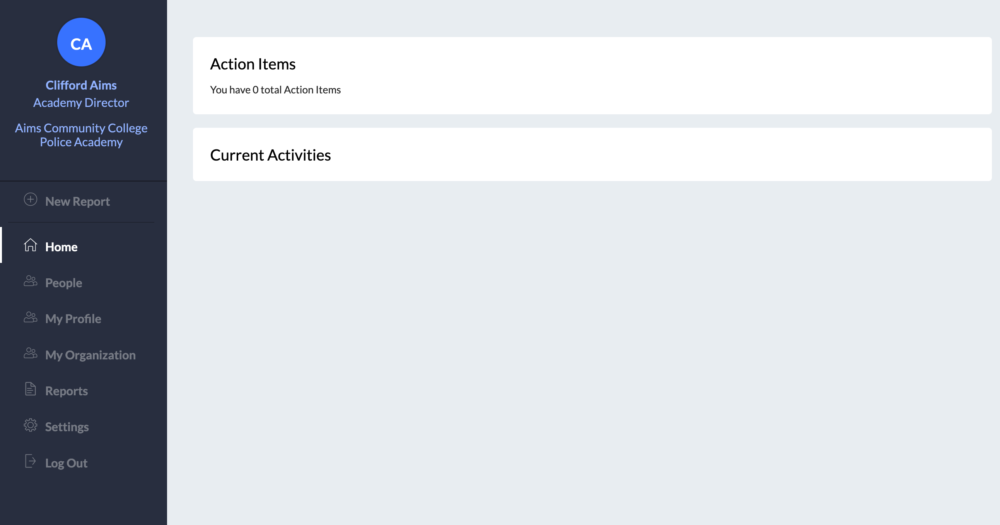 CA
Clifford Aims
Academy Director
Aims Community College
Police Academy
New Report
Home
People
My Profile
My Organization
Reports
Settings
Log Out
Action Items
You have 0 total Action Items
Current Activities